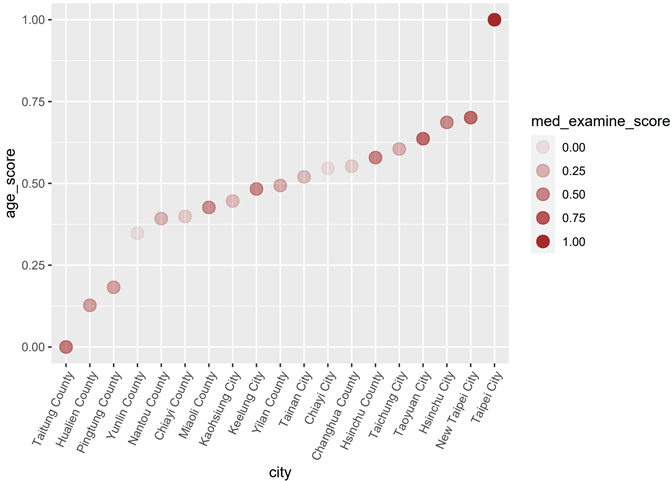 1.00
0.75
0.50
0.25
0.00
age_score
Taitung County
Hualien County
Pingtung County
Yunlin County
Nantou County
Chiayi County
Miaoli County
Kaohsiung City
Keelung City
Yilan County
Tainan City
Chiayi City
Changhua County
Hsinchu County
Taichung City
Taoyuan City
Hsinchu City
New Taipei City
Taipei City
city
med_examine_score
0.00
0.25
0.50
0.75
1.00